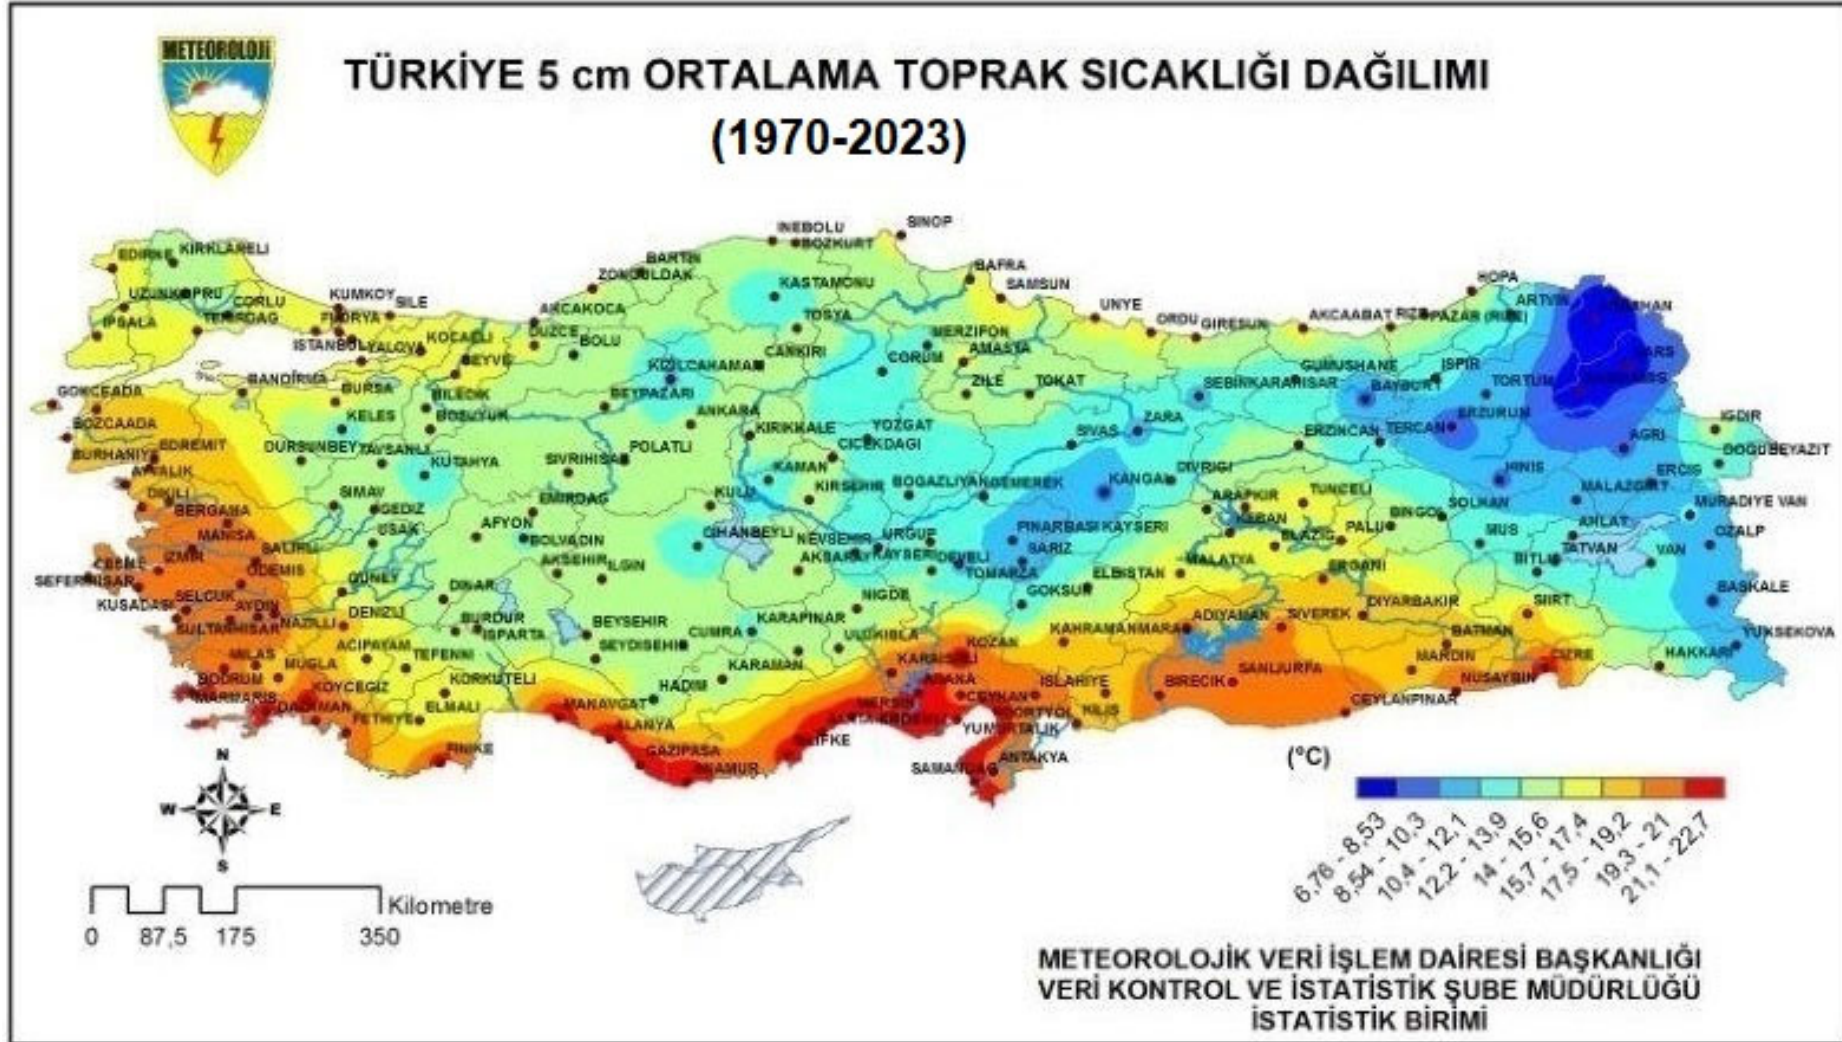 METEOROLOJİ
TÜRKİYE 5 cm ORTALAMA TOPRAK SICAKLIĞI DAĞILIMI
(1970-2023)
SINOP
INEBOLU
BOZKURT
KIRKLARELI
EDIRNE
BARTIN
ZONGULDAK
BAFRA
HOPA
KASTAMONU
SAMSUN
UZUNKOPRU
CORLU
KUMKOY
SILE
AKCAKOCA
UNYE
ARTVIN
IPSALA
TOSYA
ORDU
GIRESUN
AKCAABAT
PAZAR (RIZE)
ISTANBUL
YALOVA
KOCAELI
DUZCE
BOLU
MERZIFON
AMASYA
CANKIRI
CORUM
KIZILCAHAMAM
GUMUSHANE
ISPIR
KARS
GOKCEADA
BANDIRMA
BURSA
BILECIK
BEYPAZARI
ZILE
TOKAT
SEBINKARAHISAR
BAYBURT
TORTUM
BOZCAADA
KELES
BOZUYUK
ANKARA
ZARA
ERZURUM
IGDIR
EDREMIT
KIRIKKALE
YOZGAT
SIVAS
ERZINCAN
TERCAN
AGRI
BURHANIYE
DURSUNBEY
TAVSANLI
POLATLI
CICEKDAGI
DOGUBEYAZIT
AYVALIK
KUTAHYA
SIVRIHISAR
KAMAN
KANGAL
DIVRIGI
HINIS
ERCIS
DIKILI
SIMAV
GEDIZ
EMIRDAG
KULU
KIRSEHIR
BOGAZLIYAN
GEMEREK
ARAPKIR
TUNCELI
SOLHAN
MALAZGIRT
MURADIYE VAN
BERGAMA
MANISA
USAK
AFYON
BOLVADIN
CIHANBEYLI
NEVSEHIR
URGUP
PINARBASI KAYSERI
KEBAN
ELAZIG
PALU
BINGOL
MUS
AHLAT
OZALP
CESME
IZMIR
SALIHLI
AKSEHIR
ILGIN
AKSARAY
KAYSERI
DEVELI
SARIZ
MALATYA
BITLIS
TATVAN
VAN
SEFERIHISAR
ODEMIS
GUNEY
DINAR
TOMARZA
ELBISTAN
ERGANI
BASKALE
KUSADASI
SELCUK
AYDIN
NAZILLI
DENIZLI
BURDUR
ISPARTA
BEYSEHIR
KARAPINAR
NIGDE
GOKSUN
ADIYAMAN
SIVEREK
DIYARBAKIR
SIIRT
SULTANHISAR
ACIPAYAM
TEFENNI
SEYDISEHIR
CUMRA
ULUKISLA
KOZAN
KAHRAMANMARAS
BATMAN
YUKSEKOVA
MILAS
MUGLA
BODRUM
KORKUTELI
HADIM
KARAMAN
KARAISALI
ISLAHIYE
BIRECIK
SANLIURFA
MARDIN
NUSAYBIN
CIZRE
HAKKARI
MARMARIS
KOYCEGIZ
DALAMAN
FETHIYE
ELMALI
MANAVGAT
ALANYA
MERSIN
ADANA
CEYHAN
KILIS
CEYLANPINAR
FINIKE
GAZIPASA
ANAMUR
SILIFKE
YUMURTALIK
SAMANDAG
ANTAKYA
N
W
E
S
(°C)
6,76 - 8,53
8,54 - 10,3
10,4 - 12,1
12,2 - 13,9
14 - 15,6
15,7 - 17,4
17,5 - 19,2
19,3 - 21
21,1 - 22,7
Kilometre
0 87,5 175 350
METEOROLOJİK VERİ İŞLEM DAİRESİ BAŞKANLIĞI
VERİ KONTROL VE İSTATİSTİK ŞUBE MÜDÜRLÜĞÜ
İSTATİSTİK BİRİMİ